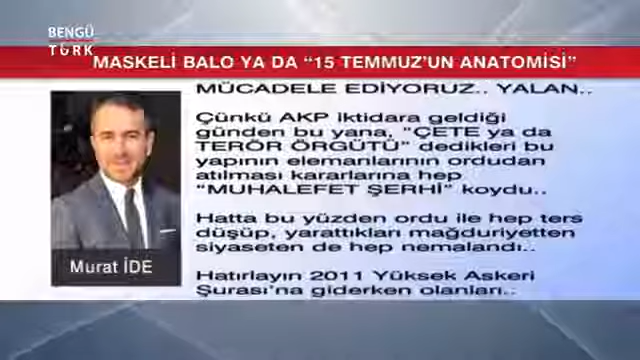 BENGÜ
TÜRK
MASKELİ BALO YA DA “15 TEMMUZ’UN ANATOMİSİ”
MÜCADELE EDİYORUZ.. YALAN..
Çünkü AKP iktidara geldiği
günden bu yana, “ÇETE ya da
TERÖR ÖRGÜTÜ” dedikleri bu
yapının elemanlarının ordudan
atılması kararlarına hep
“MUHALEFET ŞERHİ” koydu..
Hatta bu yüzden ordu ile hep ters
düşüp, yarattıkları mağduriyetten
siyaseten de hep nemalandı..
Hatırlayın 2011 Yüksek Askeri
Şurası’na giderken olanları..
Murat İDE